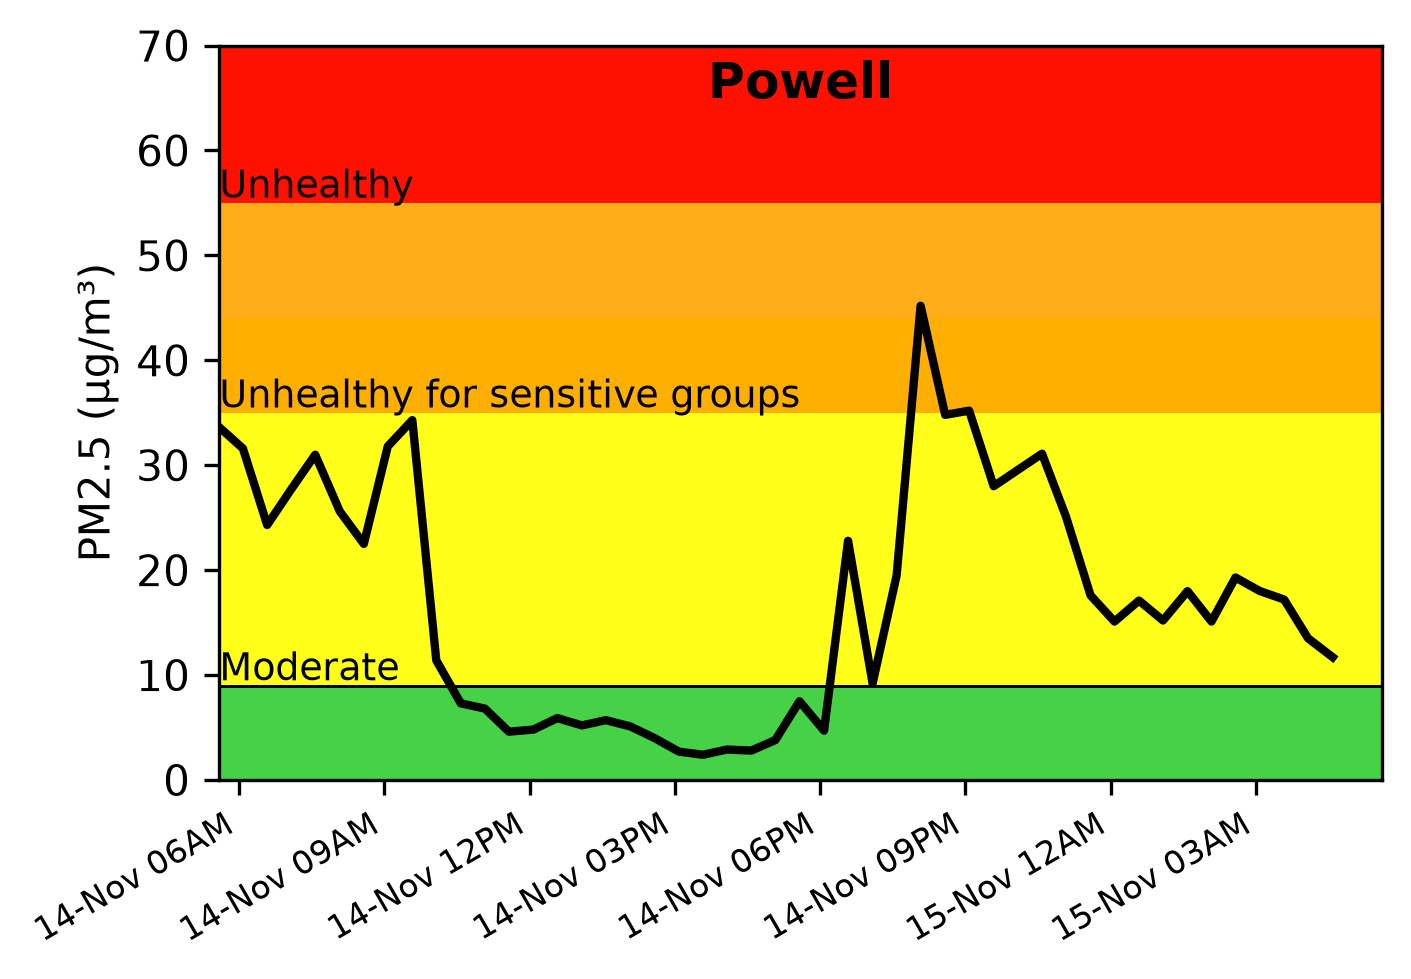 Powell
PM2.5 (µg/m³)
70
60
50
40
30
20
10
0
Unhealthy
Unhealthy for sensitive groups
Moderate
14-Nov 06AM
14-Nov 09AM
14-Nov 12PM
14-Nov 03PM
14-Nov 06PM
14-Nov 09PM
15-Nov 12AM
15-Nov 03AM